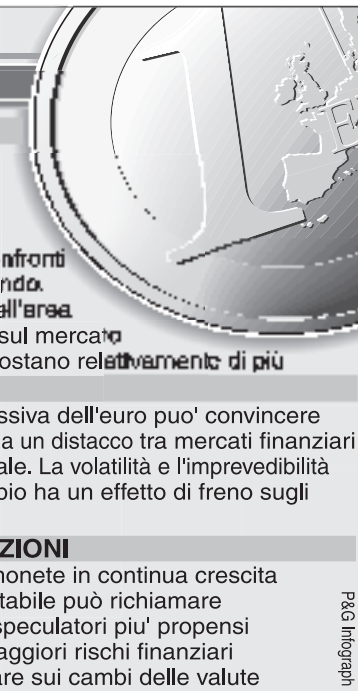 nfronti
ndo.
ell'area
sul mercato
ostano relativamente di più
ssiva dell'euro puo' convincere
a un distacco tra mercati finanziari
ale. La volatilità e l'imprevedibilità
bio ha un effetto di freno sugli
ZIONI
monete in continua crescita
tabile può richiamare
speculatori piu' propensi
aggiori rischi finanziari
are sui cambi delle valute
P&G Infograph